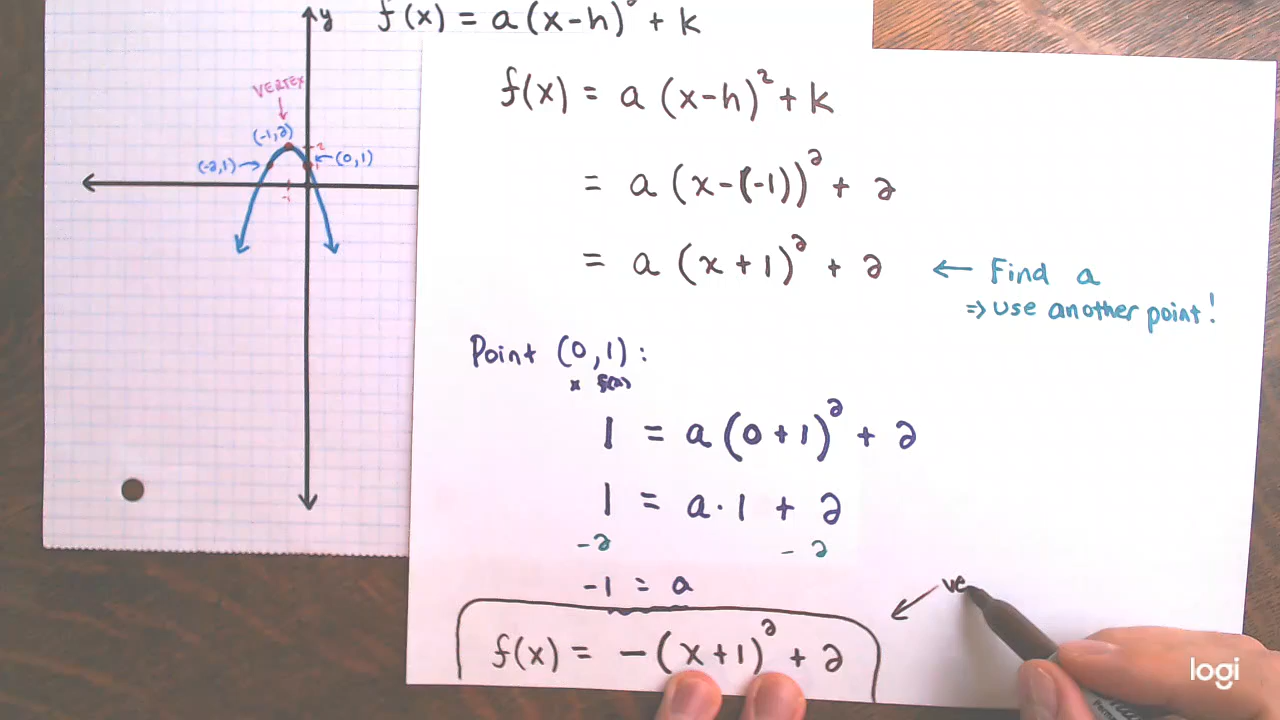 y
f(x) = a(x-h)² + k
VERTEX
(-1,2)
2
(-2,1)
(0,1)
1
-1
f(x) = a (x-h)² + k
= a (x-(-1))² + 2
= a (x+1)² + 2
← Find a
⇒ use another point!
Point (0,1):
x f(x)
1 = a(0+1)² + 2
1 = a·1 + 2
-2 -2
-1 = a
ve
f(x) = -(x+1)² + 2
logi